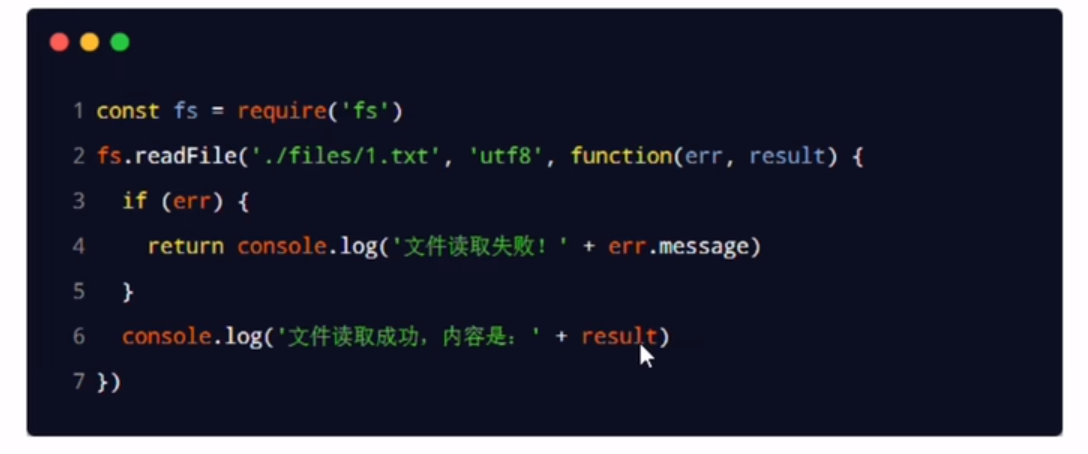 1 const fs = require('fs')
2 fs.readFile('./files/1.txt', 'utf8', function(err, result) {
3   if (err) {
4     return console.log('文件读取失败！' + err.message)
5   }
6   console.log('文件读取成功，内容是：' + result)
7 })